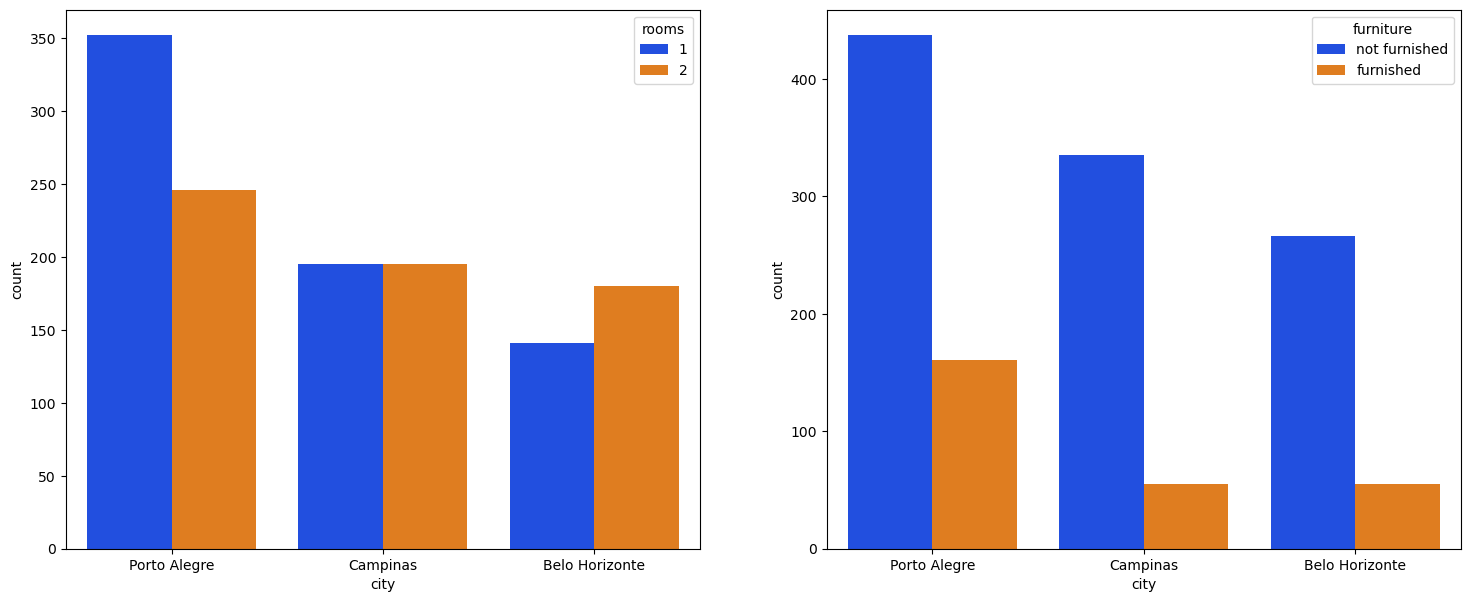 rooms
1
2
350
300
250
200
150
100
50
0
count
Porto Alegre
Campinas
Belo Horizonte
city
furniture
not furnished
furnished
400
300
200
100
0
count
Porto Alegre
Campinas
Belo Horizonte
city